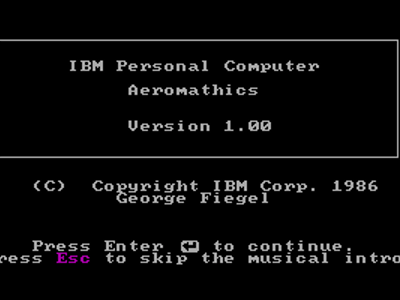 IBM Personal Computer
Aeromathics
Version 1.00
(C) Copyright IBM Corp. 1986
George Fiegel
Press Enter ↵ to continue.
ress Esc to skip the musical intro